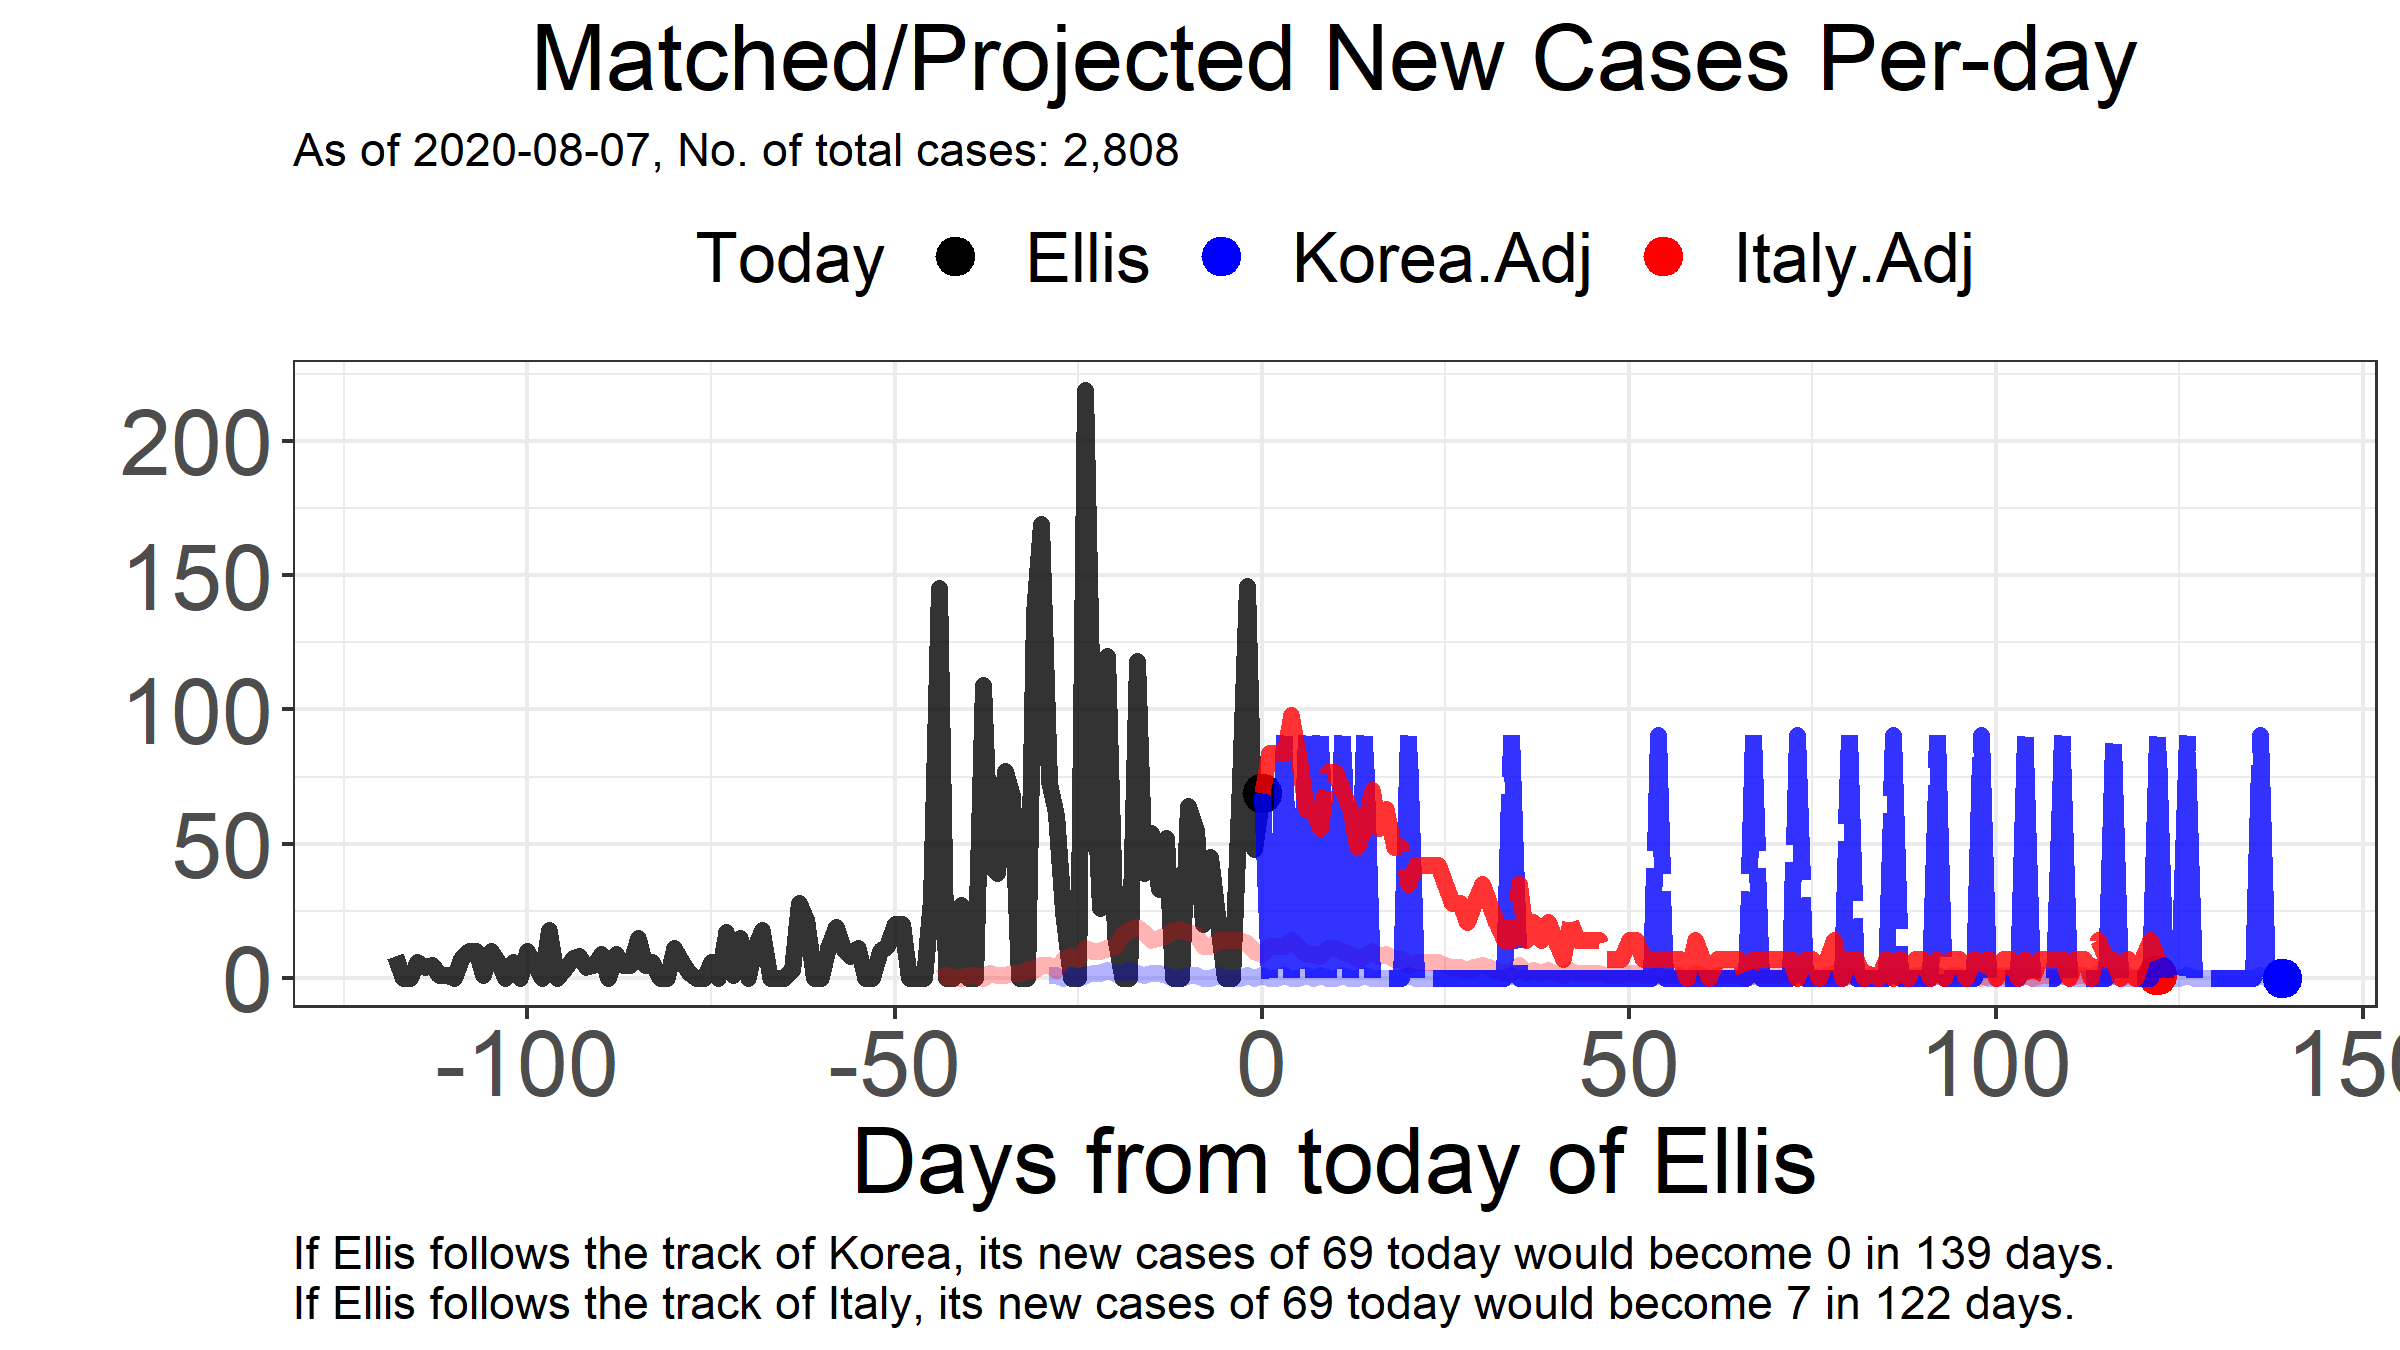 Matched/Projected New Cases Per-day
As of 2020-08-07, No. of total cases: 2,808
Today Ellis Korea.Adj Italy.Adj
200
150
100
50
0
-100 -50 0 50 100 150
Days from today of Ellis
If Ellis follows the track of Korea, its new cases of 69 today would become 0 in 139 days.
If Ellis follows the track of Italy, its new cases of 69 today would become 7 in 122 days.